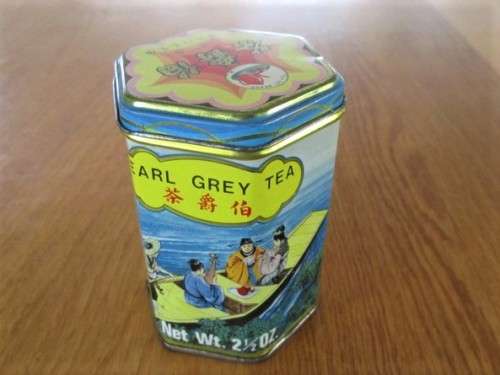 EARL GREY TEA
茶爵伯
Net Wt. 2½ OZ.